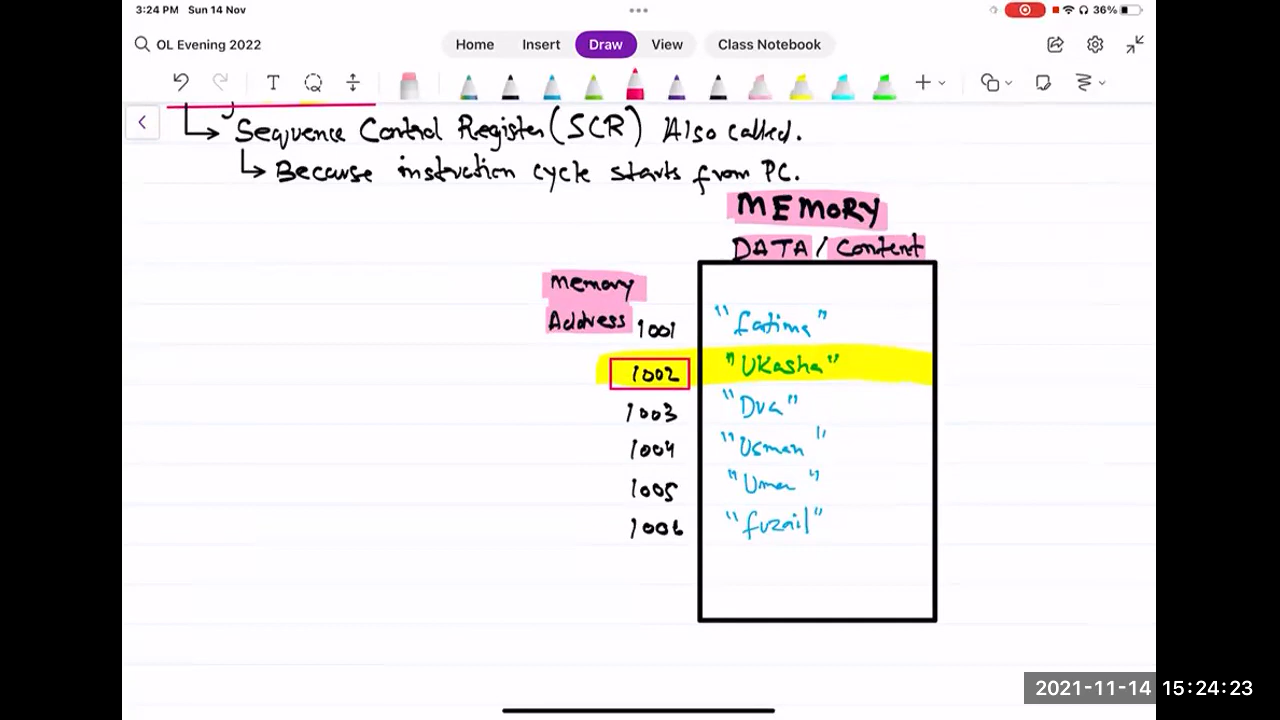 3:24 PM Sun 14 Nov
36%
OL Evening 2022
Home Insert Draw View Class Notebook
Sequence Control Register (SCR) Also called.
Because instruction cycle starts from PC.
MEMORY
DATA / Content
Memory
Address
1001 "fatima"
1002 "Ukasha"
1003 "Dua"
1004 "Usman"
1005 "Umer"
1006 "fuzail"
2021-11-14 15:24:23